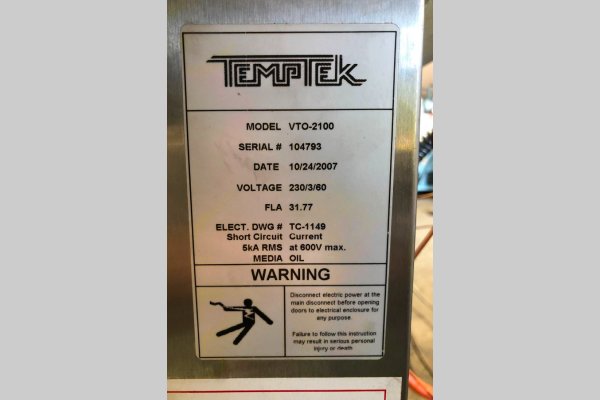 TEMPTEK
MODEL VTO-2100
SERIAL # 104793
DATE 10/24/2007
VOLTAGE 230/3/60
FLA 31.77
ELECT. DWG # TC-1149
Short Circuit Current
5kA RMS at 600V max.
MEDIA OIL
WARNING
Disconnect electric power at the
main disconnect before opening
doors to electrical enclosure for
any purpose.
Failure to follow this instruction
may result in serious personal
injury or death